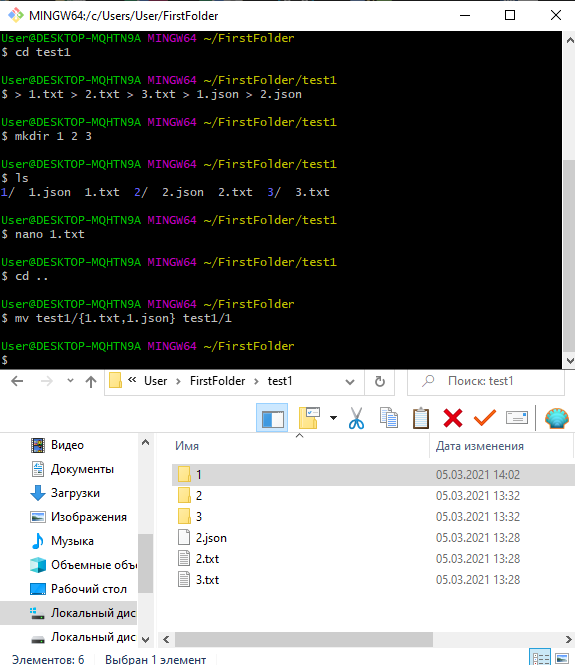 MINGW64:/c/Users/User/FirstFolder
User@DESKTOP-MQHTN9A MINGW64 ~/FirstFolder
$ cd test1
User@DESKTOP-MQHTN9A MINGW64 ~/FirstFolder/test1
$ > 1.txt > 2.txt > 3.txt > 1.json > 2.json
User@DESKTOP-MQHTN9A MINGW64 ~/FirstFolder/test1
$ mkdir 1 2 3
User@DESKTOP-MQHTN9A MINGW64 ~/FirstFolder/test1
$ ls
1/  1.json  1.txt  2/  2.json  2.txt  3/  3.txt
User@DESKTOP-MQHTN9A MINGW64 ~/FirstFolder/test1
$ nano 1.txt
User@DESKTOP-MQHTN9A MINGW64 ~/FirstFolder/test1
$ cd ..
User@DESKTOP-MQHTN9A MINGW64 ~/FirstFolder
$ mv test1/{1.txt,1.json} test1/1
User@DESKTOP-MQHTN9A MINGW64 ~/FirstFolder
$
« User > FirstFolder > test1
Поиск: test1
Имя Дата изменения
Видео
Документы
Загрузки
Изображения
Музыка
Объемные объе
Рабочий стол
Локальный дис
Локальный дис
1 05.03.2021 14:02
2 05.03.2021 13:32
3 05.03.2021 13:32
2.json 05.03.2021 13:28
2.txt 05.03.2021 13:28
3.txt 05.03.2021 13:28
Элементов: 6 Выбран 1 элемент